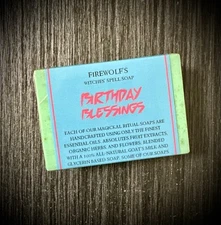 FIREWOLF'S
WITCHES' SPELL SOAP
BIRTHDAY
BLESSINGS
EACH OF OUR MAGICKAL RITUAL SOAPS ARE
HANDCRAFTED USING ONLY THE FINEST
ESSENTIAL OILS, ABSOLUTES, FRUIT EXTRACTS,
ORGANIC HERBS, AND FLOWERS, BLENDED
WITH A 100% ALL-NATURAL GOAT'S MILK AND
GLYCERIN BASED SOAP. SOME OF OUR SOAPS